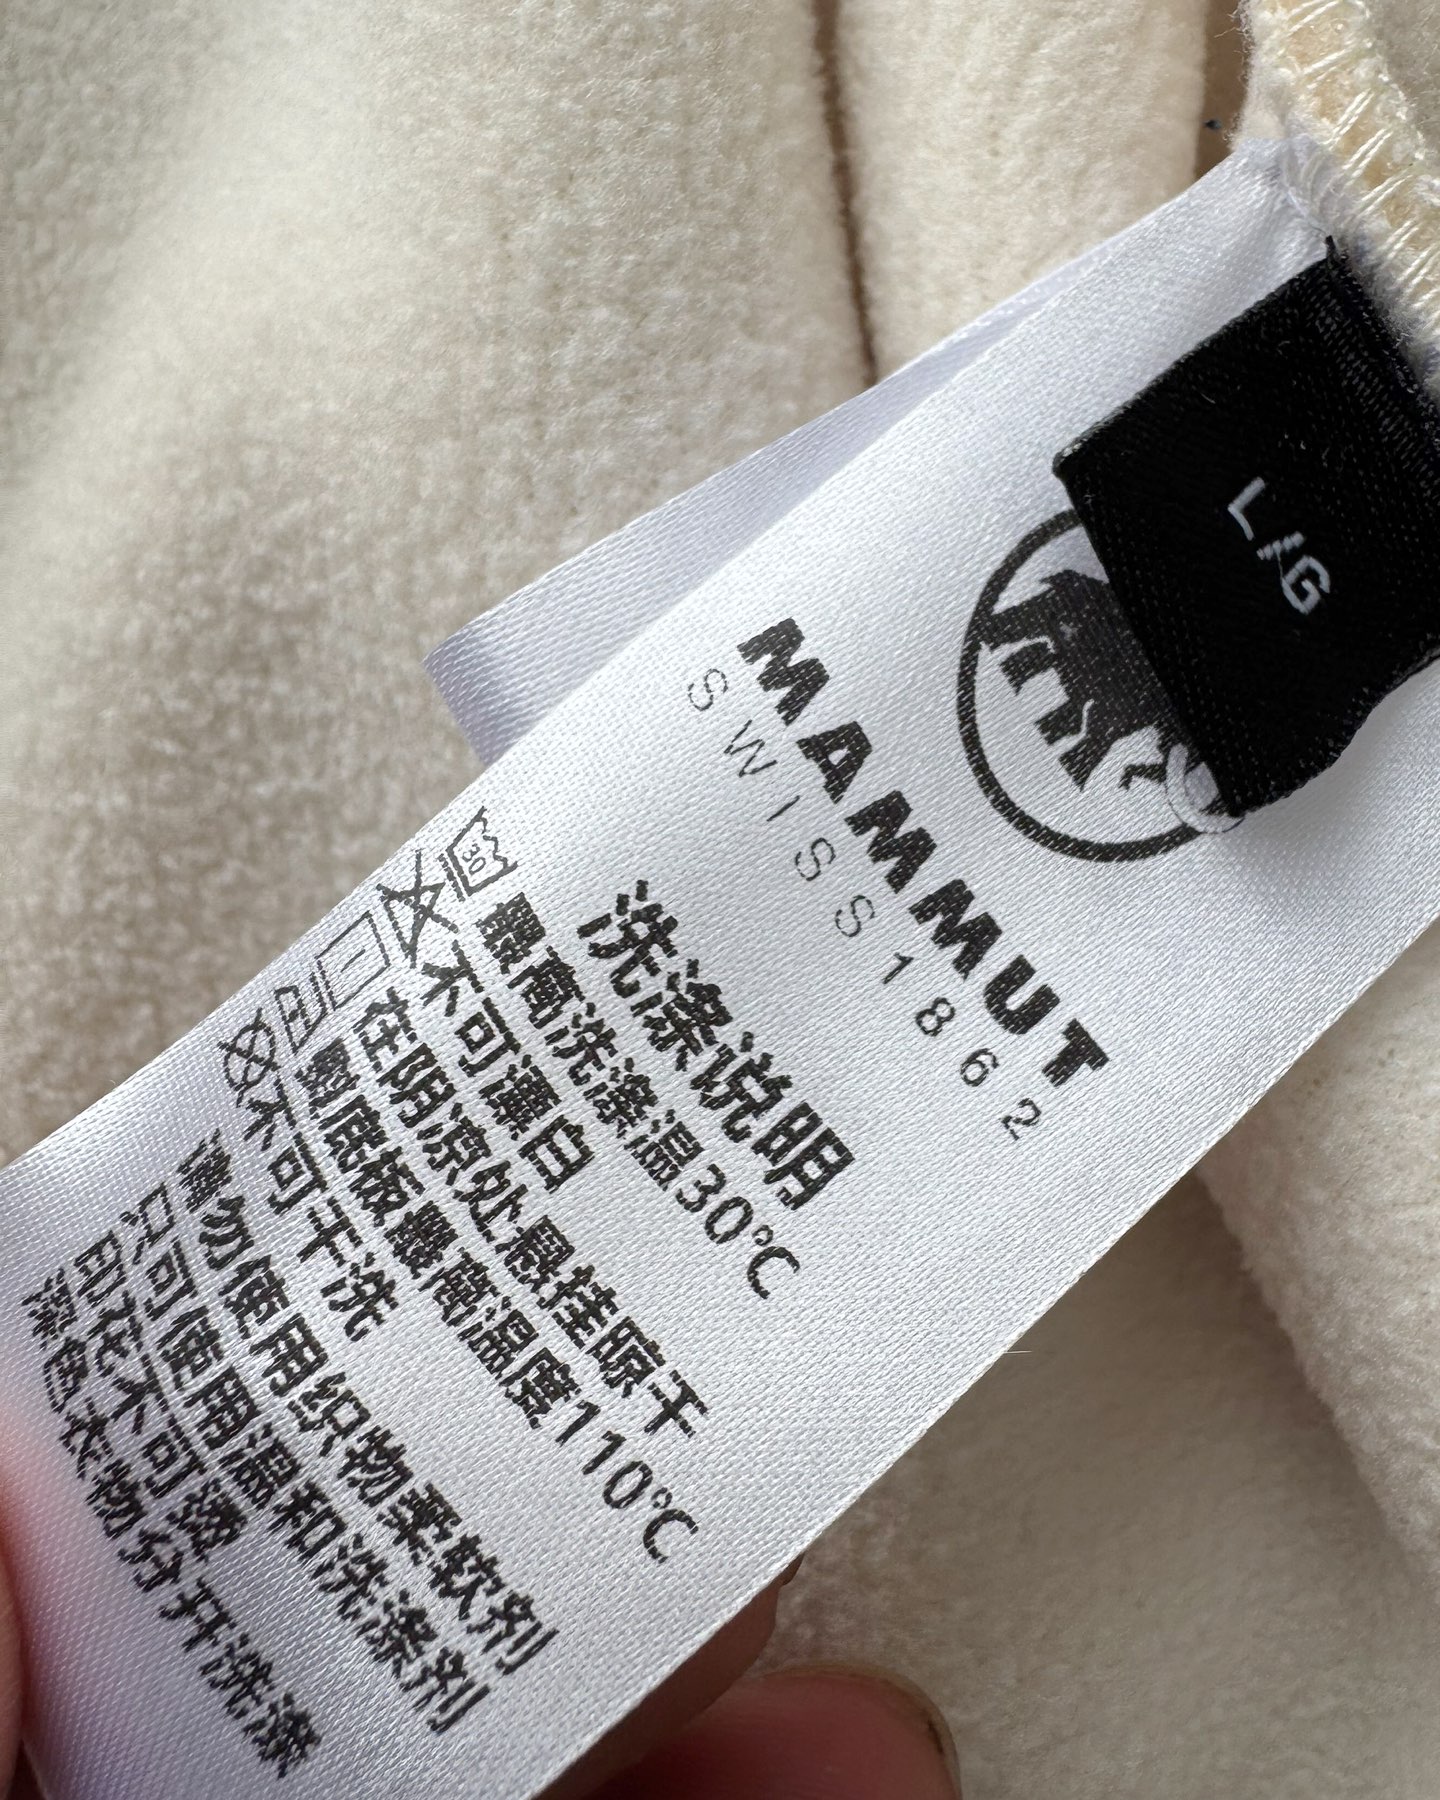 L/G
MAMMUT
SWISS 1862
洗涤说明
30
最高洗涤温30℃
不可漂白
在阴凉处悬挂晾干
熨底板最高温度110℃
不可干洗
请勿使用织物柔软剂
只可使用温和洗涤剂
印花不可熨
深色衣物分开洗涤